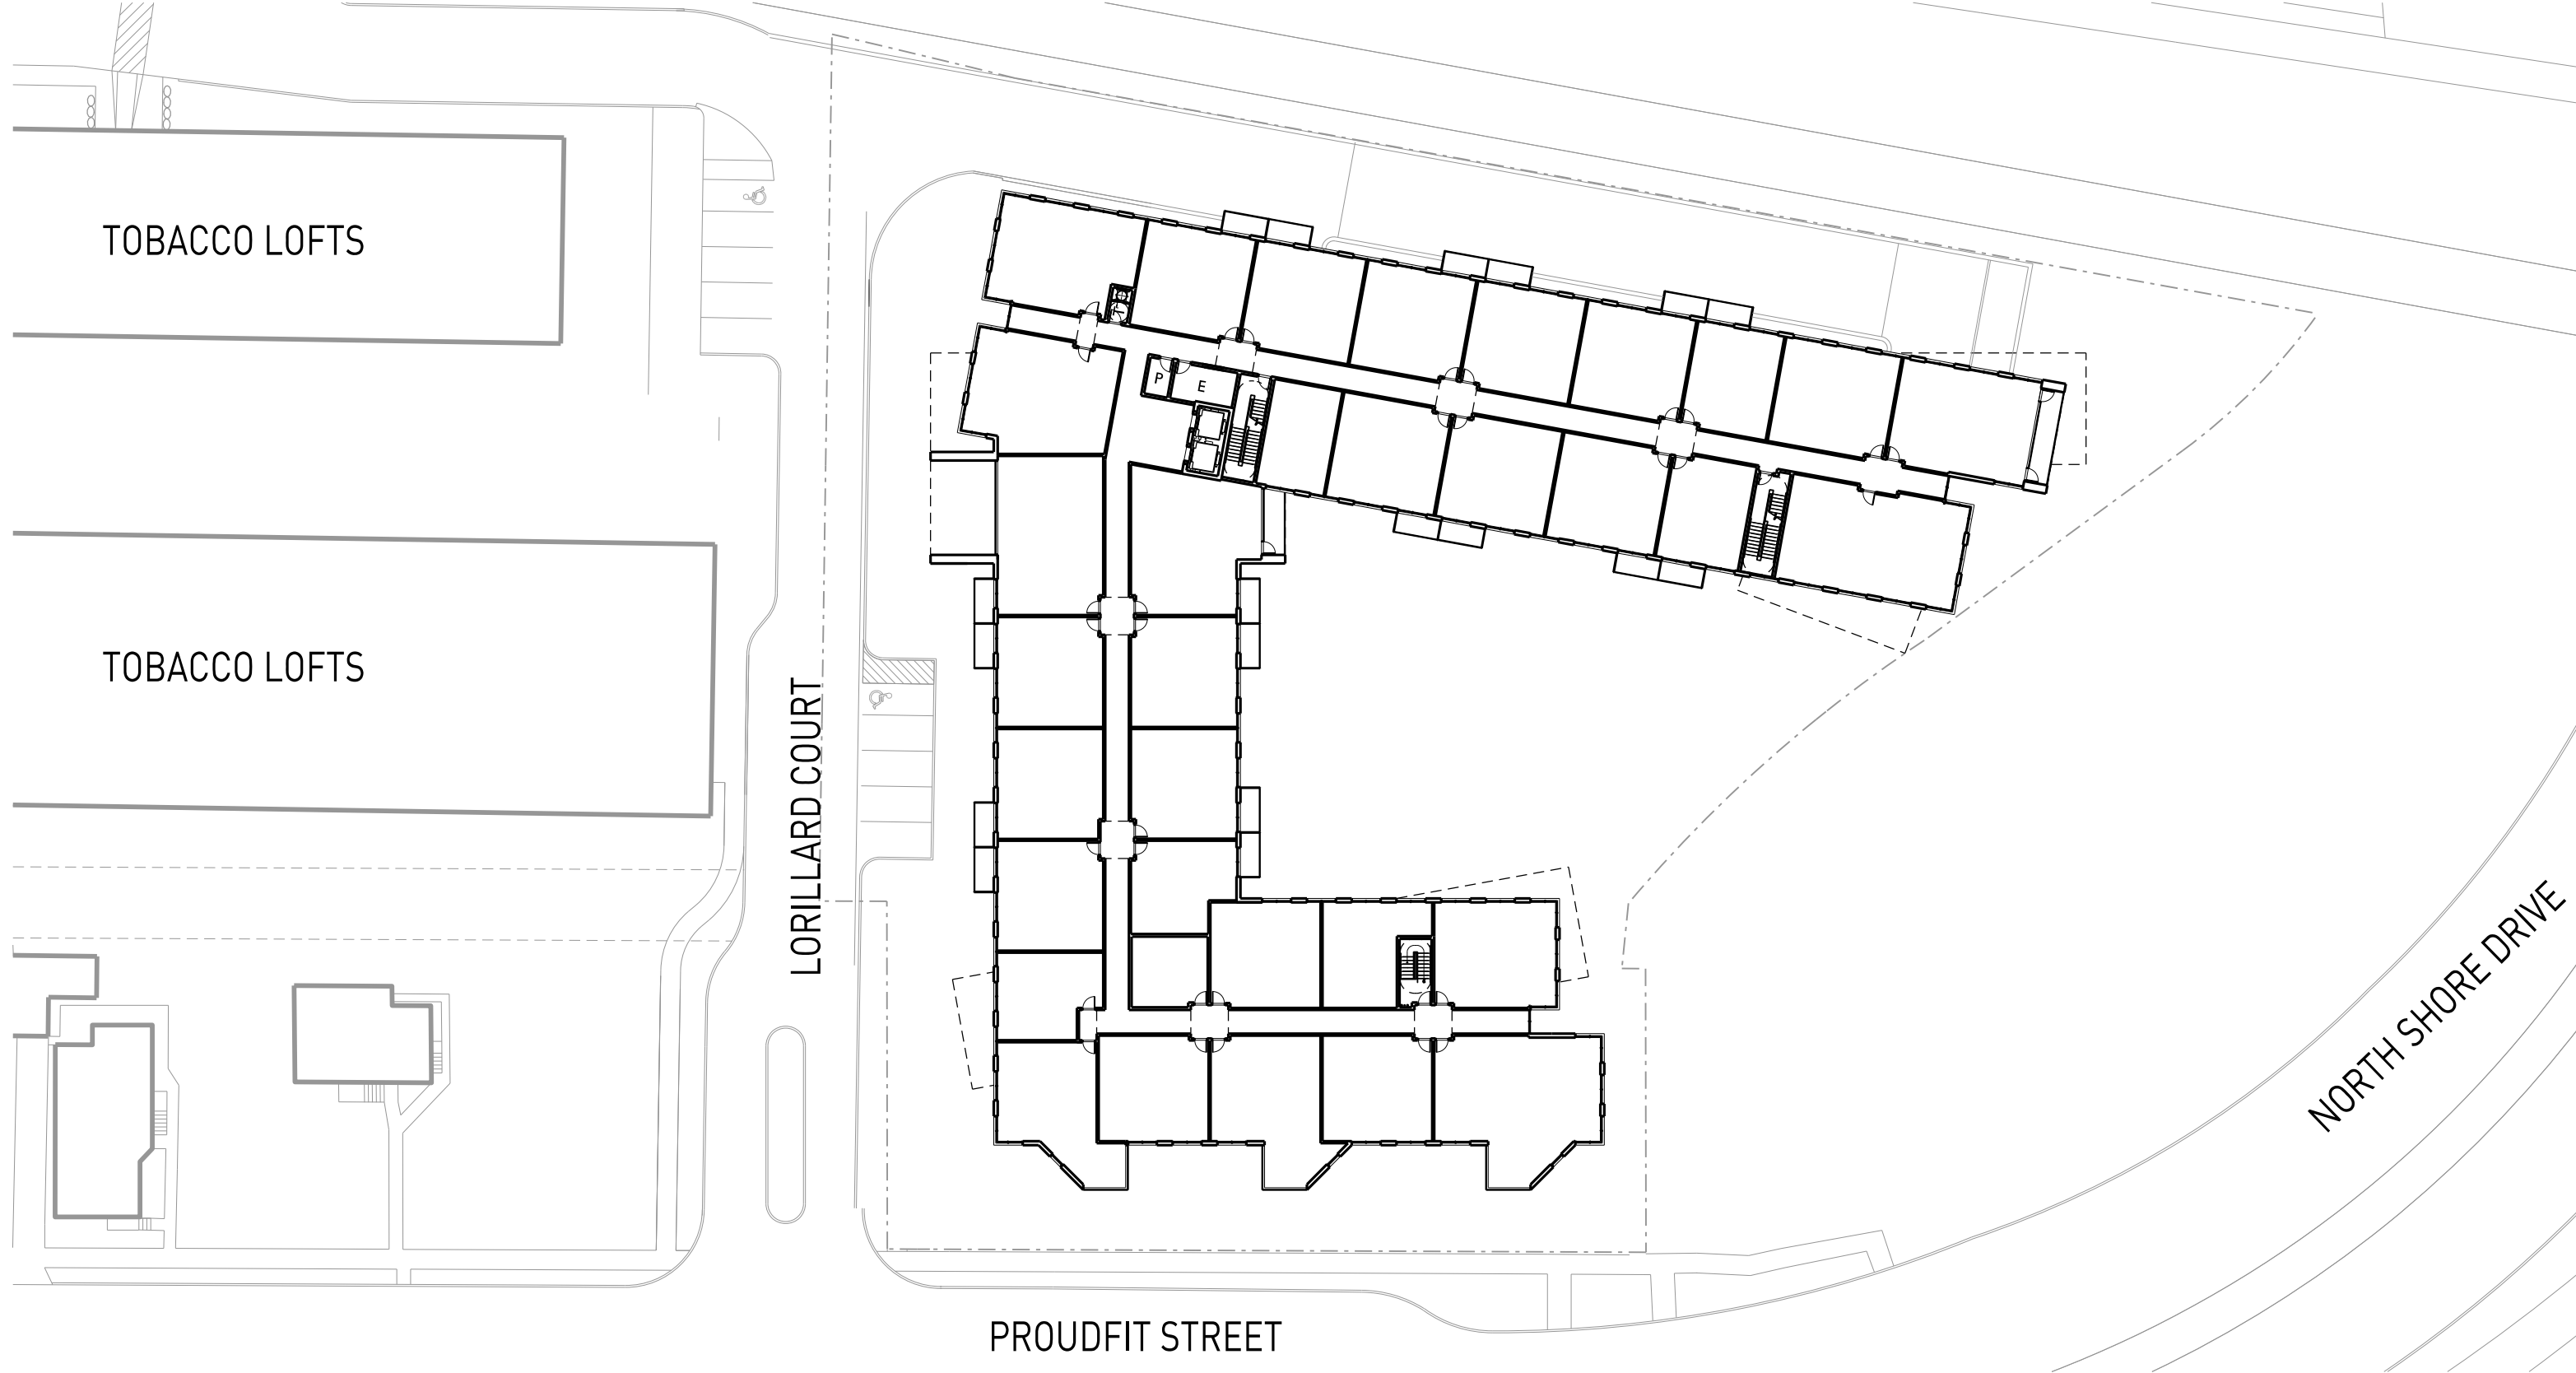 TOBACCO LOFTS
P
E
TOBACCO LOFTS
LORILLARD COURT
NORTH SHORE DRIVE
PROUDFIT STREET